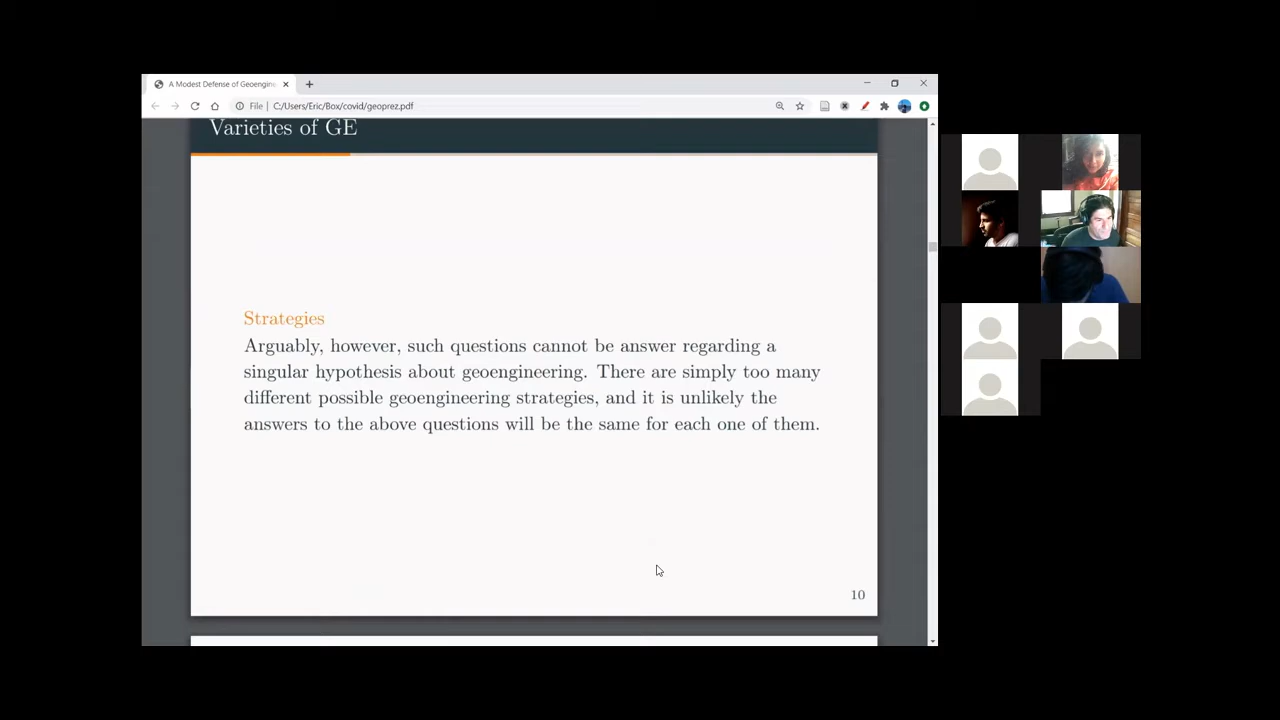 A Modest Defense of Geoengin
File
C:/Users/Eric/Box/covid/geoprez.pdf
Varieties of GE
Strategies
Arguably, however, such questions cannot be answer regarding a
singular hypothesis about geoengineering. There are simply too many
different possible geoengineering strategies, and it is unlikely the
answers to the above questions will be the same for each one of them.
10